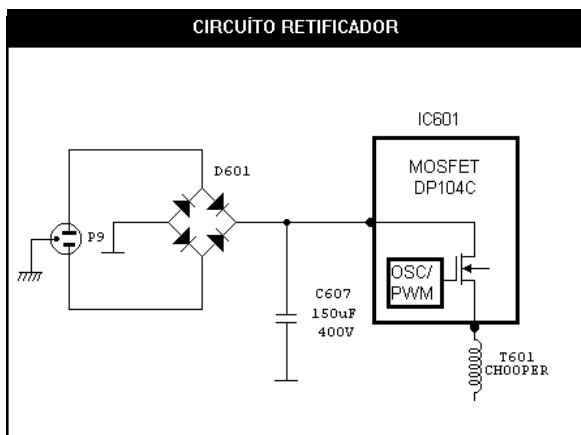 CIRCUÍTO RETIFICADOR
IC601
MOSFET
DP104C
D601
P9
OSC/
PWM
C607
150uF
400V
T601
CHOOPER